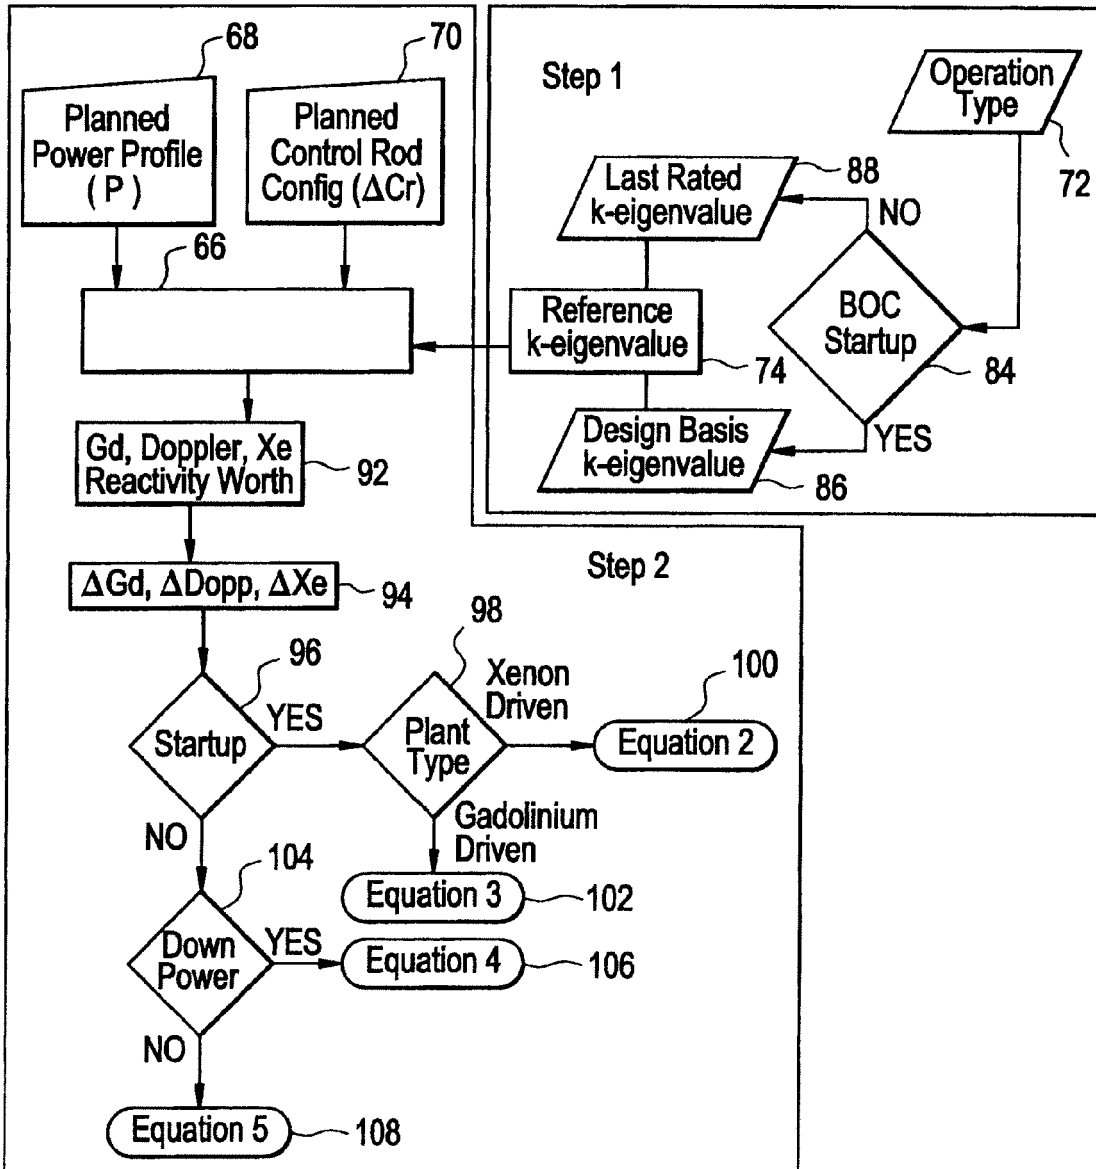 68
70
Planned
Power Profile
( P )
Planned
Control Rod
Config (ΔCr)
66
Step 1
Operation
Type
72
Last Rated
k-eigenvalue
88
NO
BOC
Startup
84
Reference
k-eigenvalue
74
YES
Design Basis
k-eigenvalue
86
Gd, Doppler, Xe
Reactivity Worth
92
Step 2
ΔGd, ΔDopp, ΔXe
94
96
98
Startup
YES
Plant
Type
Xenon
Driven
100
Equation 2
Gadolinium
Driven
NO
104
Equation 3
102
Down
Power
YES
Equation 4
106
NO
Equation 5
108